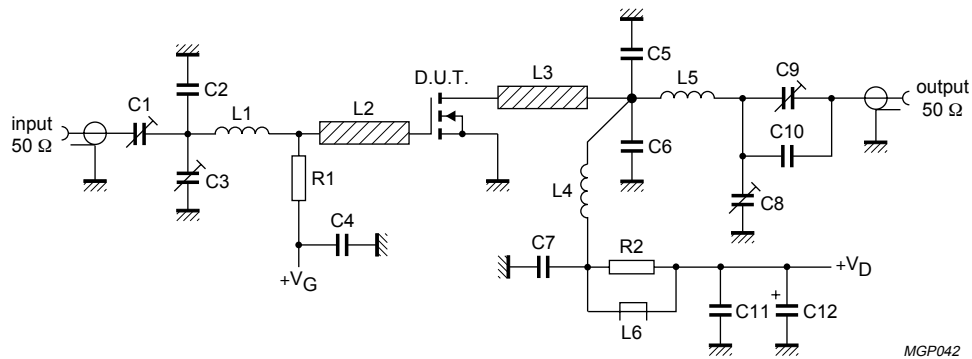 C5
D.U.T.
L3
L5
C9
output
50 Ω
C2
C1
L1
L2
input
50 Ω
C10
C3
R1
C6
L4
C8
C4
C7
R2
+VD
+VG
L6
C11
+
C12
MGP042